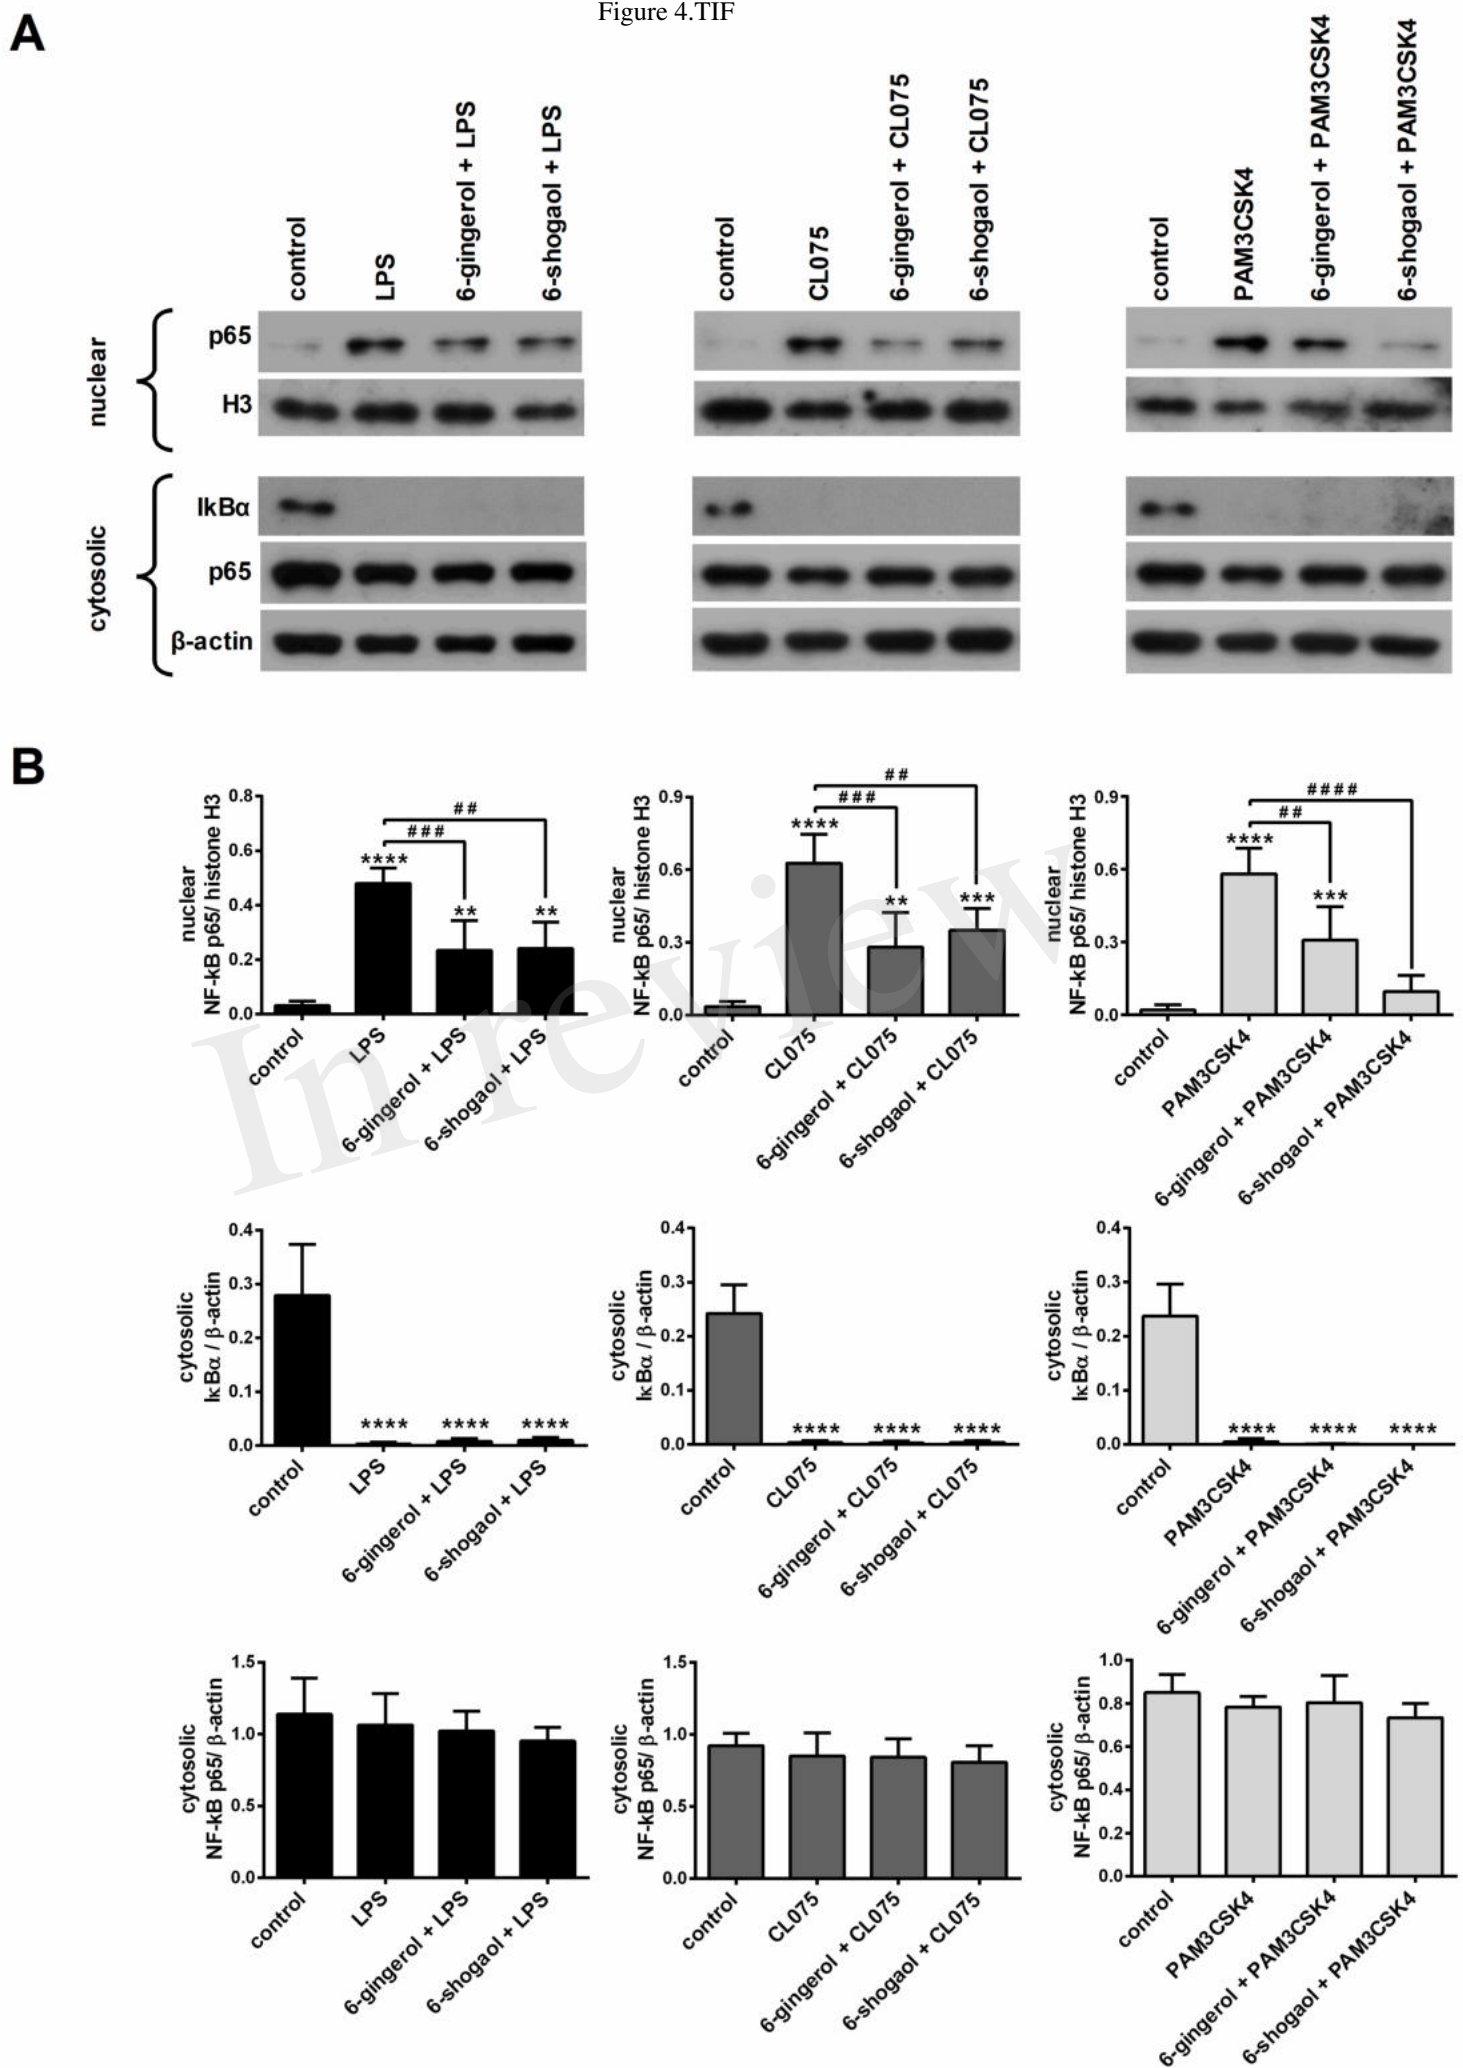 Figure 4.TIF
A
control
LPS
6-gingerol + LPS
6-shogaol + LPS
control
CL075
6-gingerol + CL075
6-shogaol + CL075
control
PAM3CSK4
6-gingerol + PAM3CSK4
6-shogaol + PAM3CSK4
nuclear
p65
H3
cytosolic
IkBα
p65
β-actin
B
nuclear
NF-kB p65/ histone H3
0.8
0.6
0.4
0.2
0.0
##
###
****
**
**
control
LPS
6-gingerol + LPS
6-shogaol + LPS
nuclear
NF-kB p65/ histone H3
0.9
0.6
0.3
0.0
##
###
****
**
***
control
CL075
6-gingerol + CL075
6-shogaol + CL075
nuclear
NF-kB p65/ histone H3
0.9
0.6
0.3
0.0
####
##
****
***
control
PAM3CSK4
6-gingerol + PAM3CSK4
6-shogaol + PAM3CSK4
In review
cytosolic
IκBα / β-actin
0.4
0.3
0.2
0.1
0.0
****
****
****
control
LPS
6-gingerol + LPS
6-shogaol + LPS
cytosolic
IκBα / β-actin
0.4
0.3
0.2
0.1
0.0
****
****
****
control
CL075
6-gingerol + CL075
6-shogaol + CL075
cytosolic
IκBα / β-actin
0.4
0.3
0.2
0.1
0.0
****
****
****
control
PAM3CSK4
6-gingerol + PAM3CSK4
6-shogaol + PAM3CSK4
cytosolic
NF-kB p65/ β-actin
1.5
1.0
0.5
0.0
control
LPS
6-gingerol + LPS
6-shogaol + LPS
cytosolic
NF-kB p65/ β-actin
1.5
1.0
0.5
0.0
control
CL075
6-gingerol + CL075
6-shogaol + CL075
cytosolic
NF-kB p65/ β-actin
1.0
0.8
0.6
0.4
0.2
0.0
control
PAM3CSK4
6-gingerol + PAM3CSK4
6-shogaol + PAM3CSK4